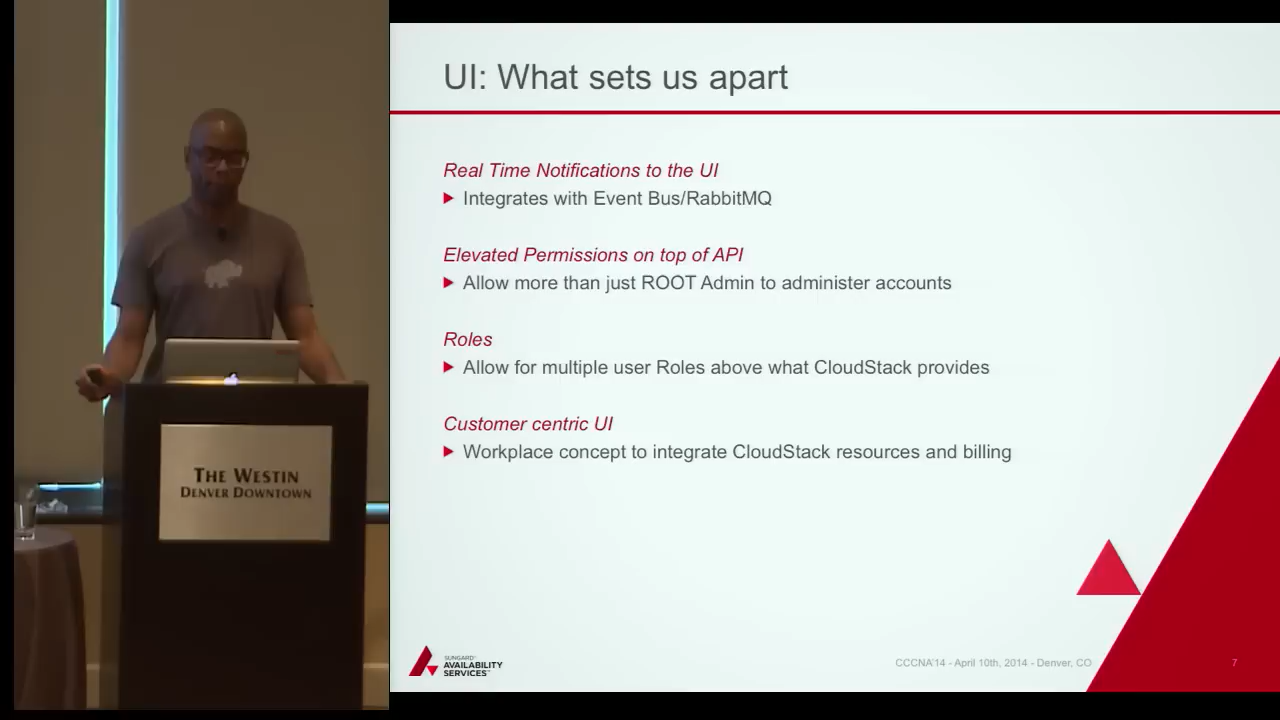 UI: What sets us apart
Real Time Notifications to the UI
Integrates with Event Bus/RabbitMQ
Elevated Permissions on top of API
Allow more than just ROOT Admin to administer accounts
Roles
Allow for multiple user Roles above what CloudStack provides
Customer centric UI
Workplace concept to integrate CloudStack resources and billing
THE WESTIN
DENVER DOWNTOWN
SUNGARD®
AVAILABILITY
SERVICES™
CCCNA'14 - April 10th, 2014 - Denver, CO
7